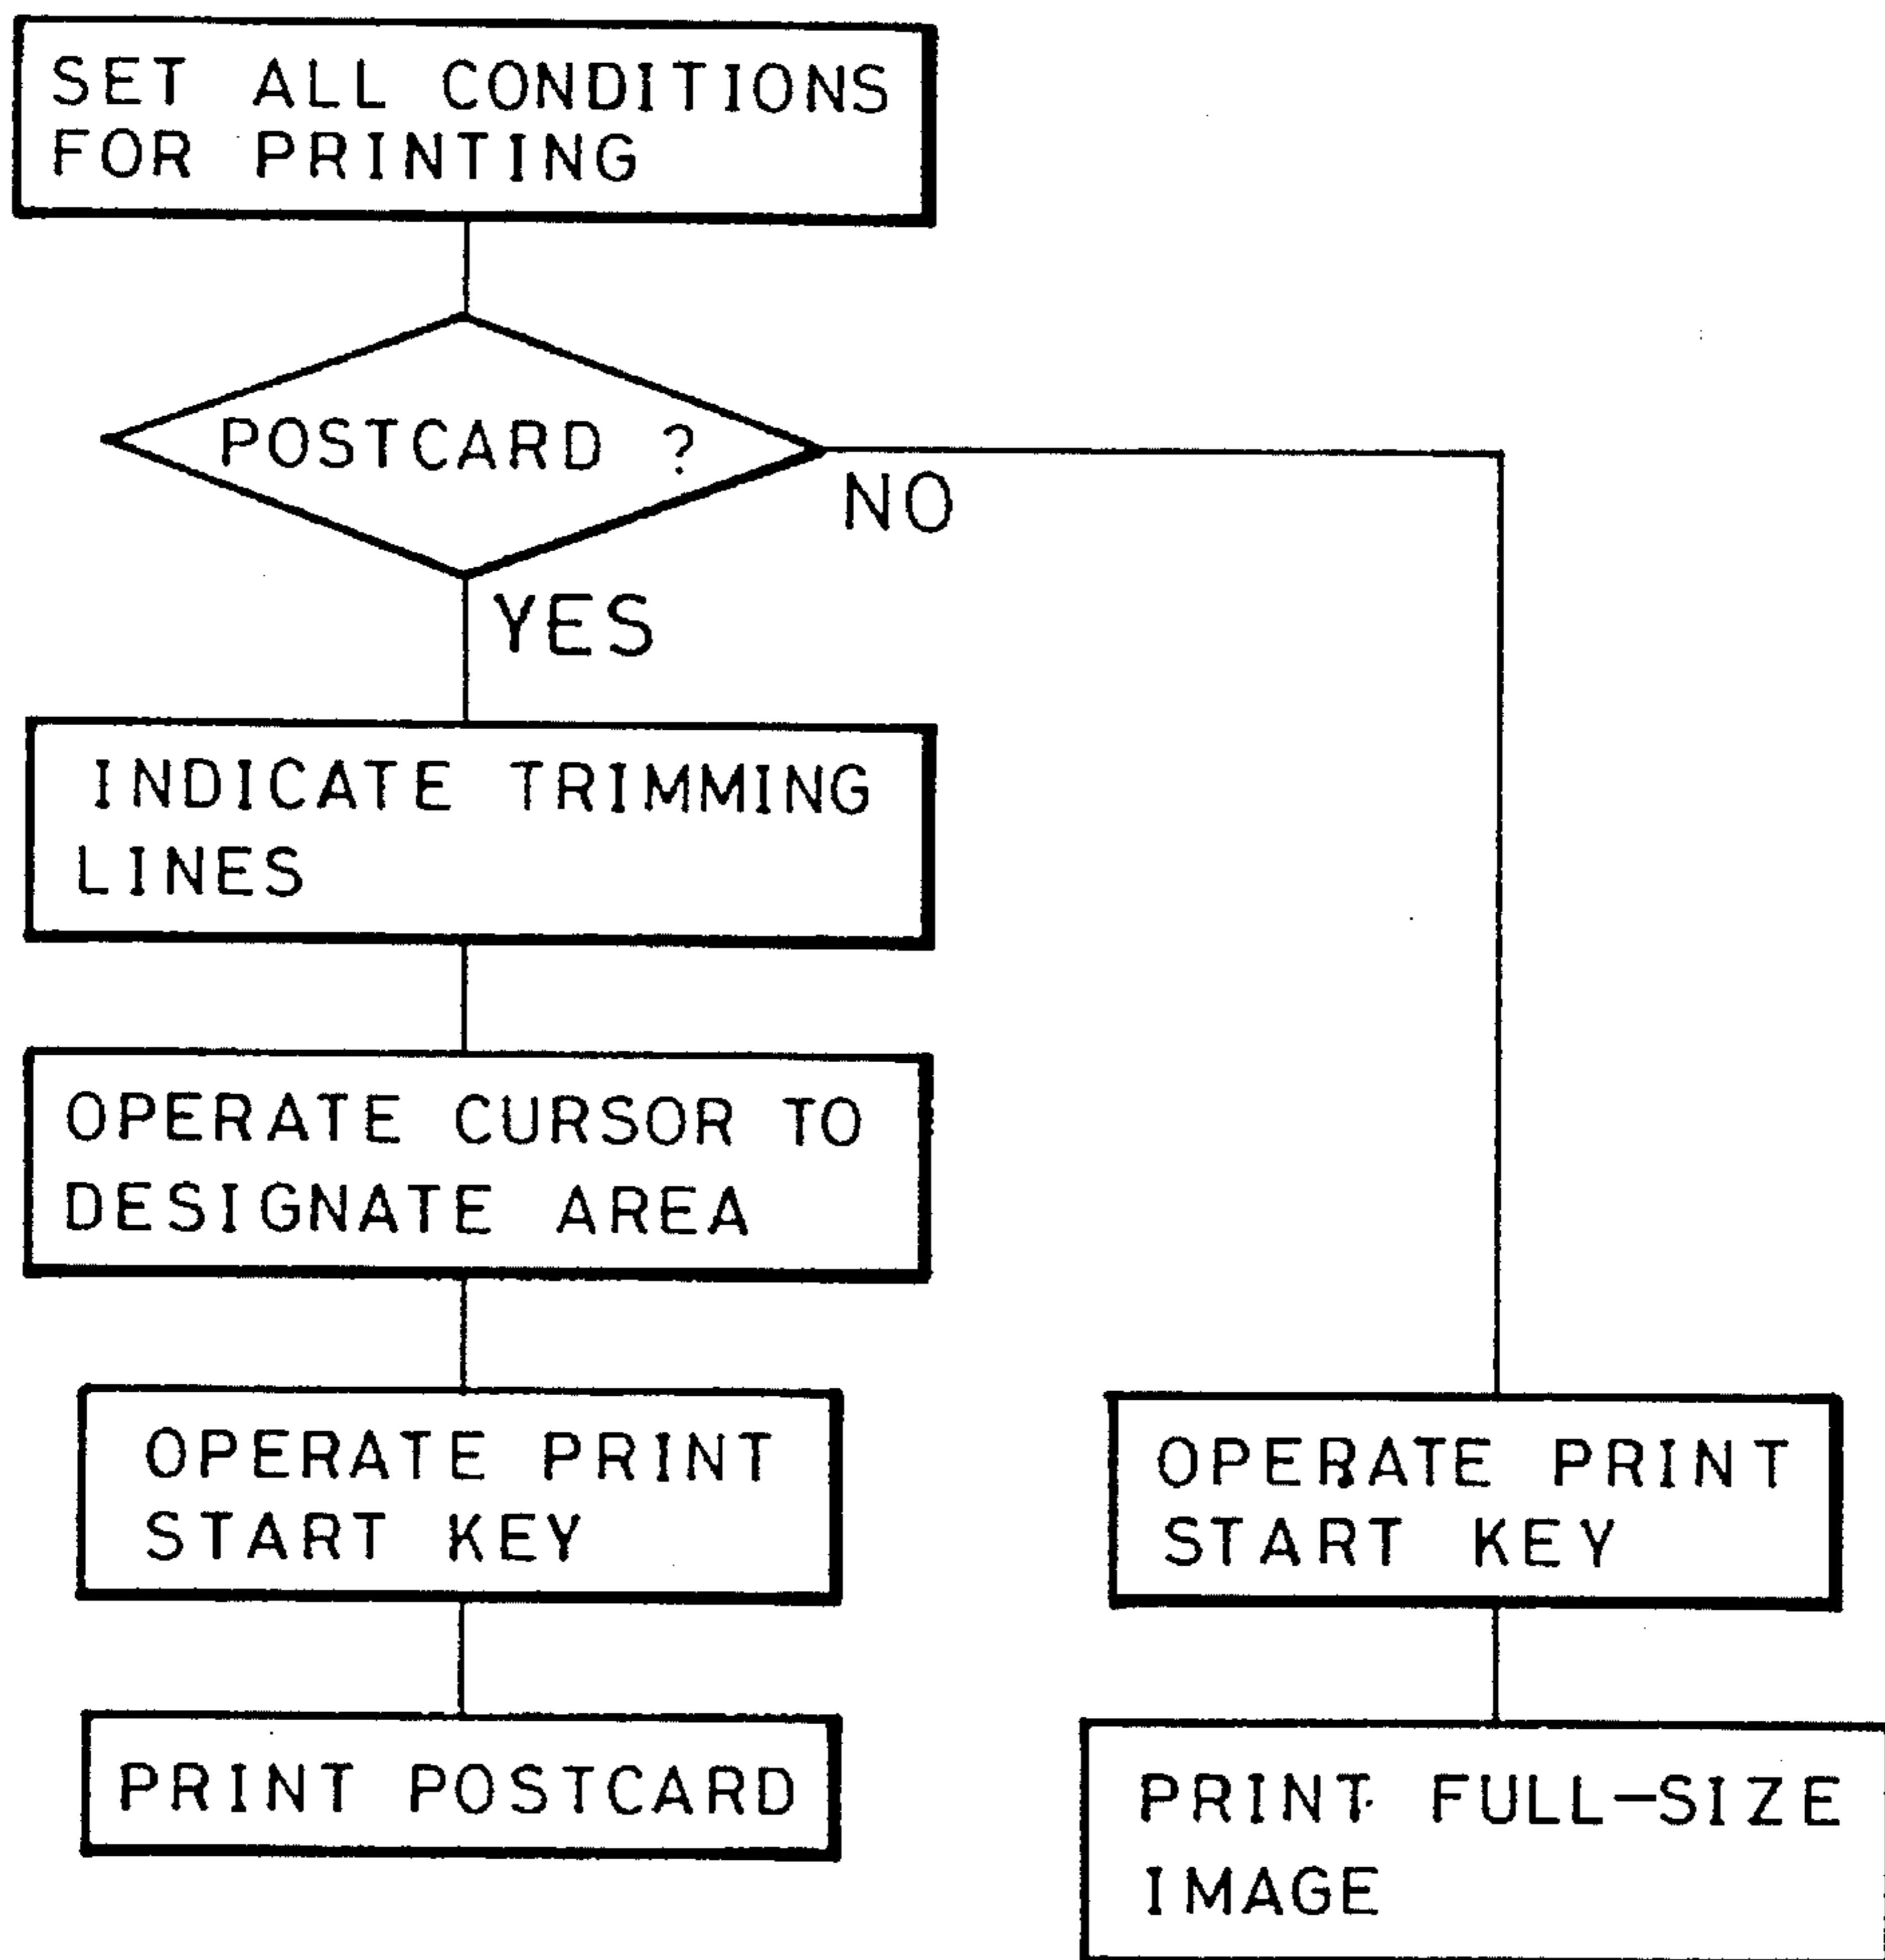 SET ALL CONDITIONS
FOR PRINTING
POSTCARD ?
NO
YES
INDICATE TRIMMING
LINES
OPERATE CURSOR TO
DESIGNATE AREA
OPERATE PRINT
START KEY
PRINT POSTCARD
OPERATE PRINT
START KEY
PRINT FULL-SIZE
IMAGE